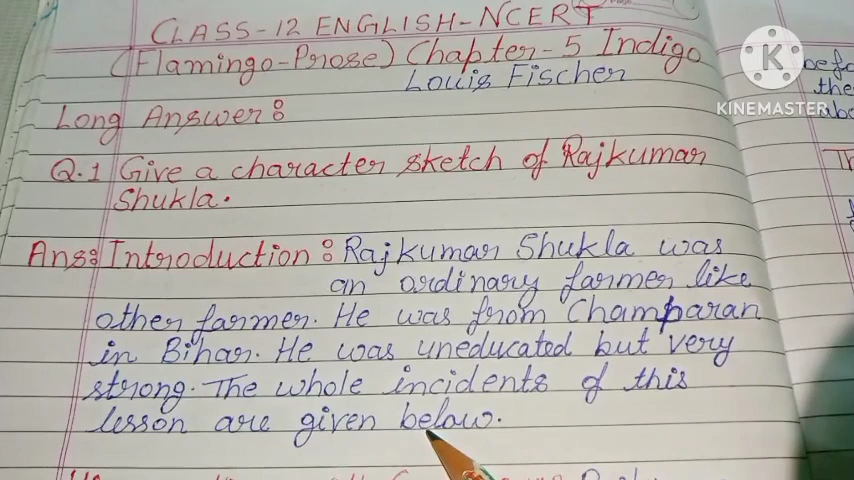 CLASS-12 ENGLISH-NCERT
(Flamingo-Prose) Chapter-5 Indigo
Louis Fischer
Long Answer:
Q.1 Give a character sketch of Rajkumar
Shukla.
Ans: Introduction: Rajkumar Shukla was
an ordinary farmer like
other farmer. He was from Champaran
in Bihar. He was uneducated but very
strong. The whole incidents of this
lesson are given below.
K
KINEMASTER